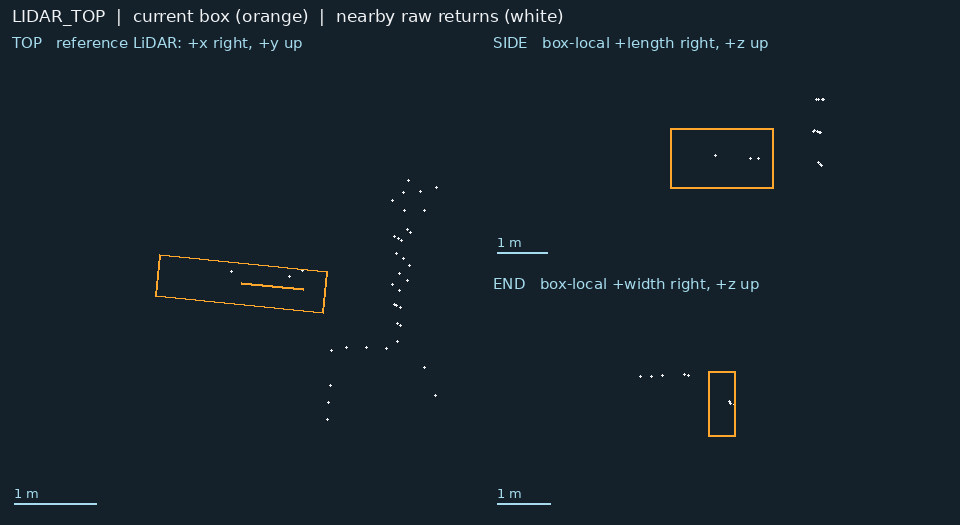 LIDAR_TOP  |  current box (orange)  |  nearby raw returns (white)
TOP   reference LiDAR: +x right, +y up
SIDE   box-local +length right, +z up
1 m
END   box-local +width right, +z up
1 m
1 m